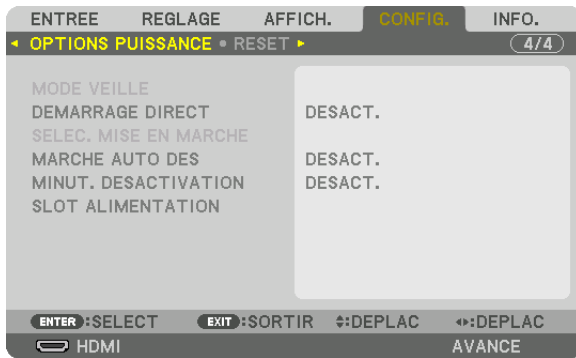 ENTREE REGLAGE AFFICH. CONFIG. INFO.
◂ OPTIONS PUISSANCE • RESET ▸ 4/4
MODE VEILLE
DEMARRAGE DIRECT DESACT.
SELEC. MISE EN MARCHE
MARCHE AUTO DES DESACT.
MINUT. DESACTIVATION DESACT.
SLOT ALIMENTATION
ENTER :SELECT EXIT :SORTIR :DEPLAC :DEPLAC
HDMI AVANCE